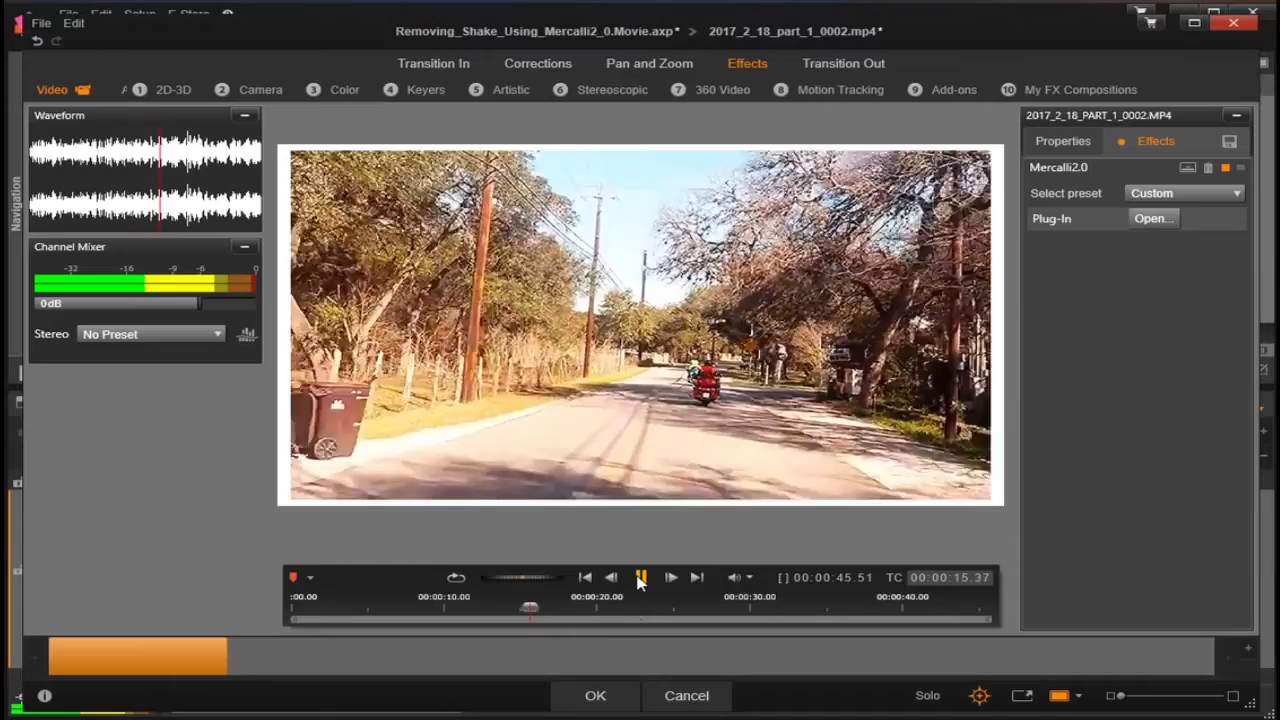 File Edit Setup E-Store
File Edit
Removing_Shake_Using_Mercalli2_0.Movie.axp* > 2017_2_18_part_1_0002.mp4*
Transition In Corrections Pan and Zoom Effects Transition Out
Video A 1 2D-3D 2 Camera 3 Color 4 Keyers 5 Artistic 6 Stereoscopic 7 360 Video 8 Motion Tracking 9 Add-ons 10 My FX Compositions
Waveform
2017_2_18_PART_1_0002.MP4
Properties Effects
Mercalli2.0
Select preset Custom
Plug-In Open...
Navigation
Channel Mixer
-32 -16 -9 -6 0
0dB
Stereo No Preset
[ ] 00:00:45.51 TC 00:00:15.37
:00.00 00:00:10.00 00:00:20.00 00:00:30.00 00:00:40.00
OK Cancel
Solo